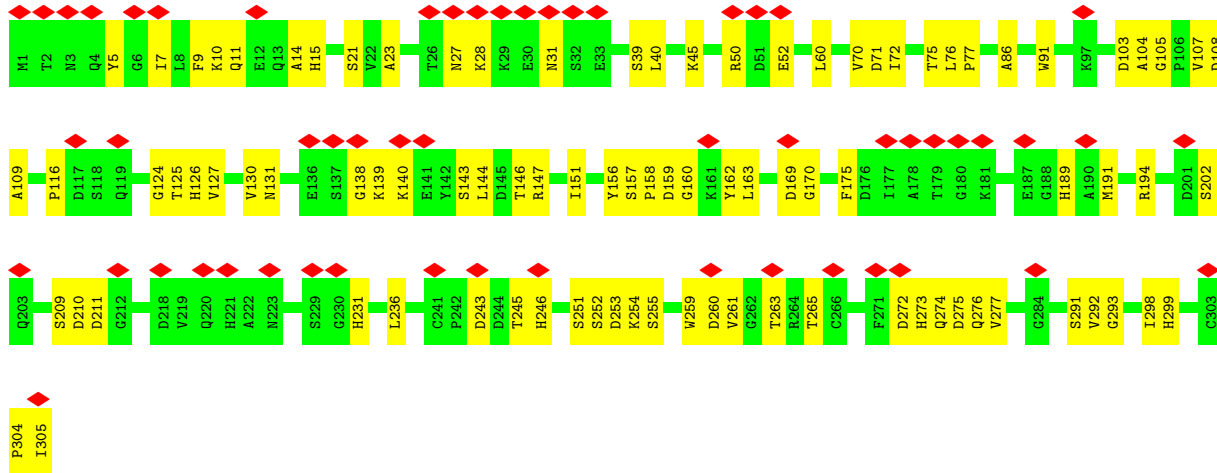 M1 T2 N3 Q4 Y5 G6 I7 L8 F9 K10 Q11 E12 Q13 A14 H15 S21 V22 A23 T26 N27 K28 K29 E30 N31 S32 E33 S39 L40 K45 R50 D51 E52 L60 V70 D71 I72 T75 L76 P77 A86 W91 K97 D103 A104 G105 P106 V107 D108
A109 P116 D117 S118 Q119 G124 T125 H126 V127 V130 N131 E136 S137 G138 K139 K140 E141 Y142 S143 L144 D145 T146 R147 I151 Y156 S157 P158 D159 G160 K161 Y162 L163 D169 G170 F175 D176 I177 A178 T179 G180 K181 E187 G188 H189 A190 M191 R194 D201 S202
Q203 S209 D210 D211 G212 D218 V219 Q220 H221 A222 N223 S229 G230 H231 L236 C241 P242 D243 D244 T245 H246 S251 S252 D253 K254 S255 W259 D260 V261 G262 T263 R264 T265 C266 F271 D272 H273 Q274 D275 Q276 V277 G284 S291 V292 G293 I298 H299 C303
P304 I305